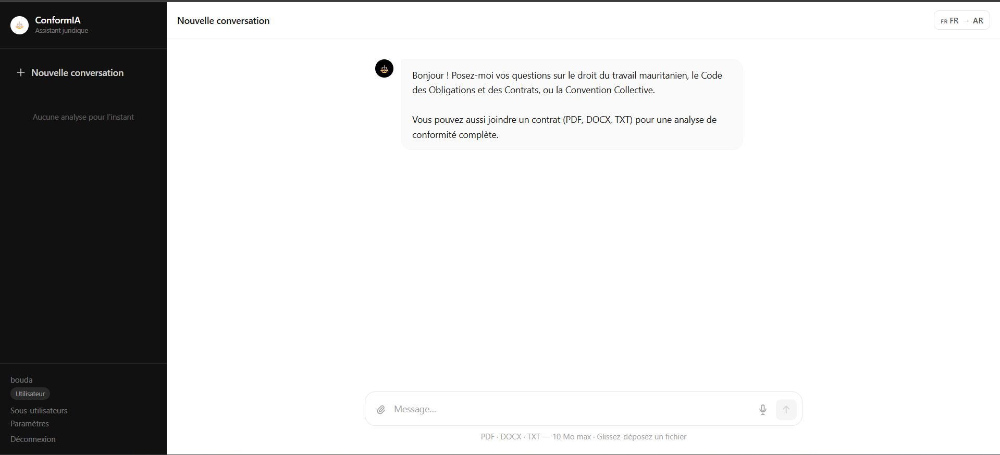 ConformIA
Assistant juridique
Nouvelle conversation
Aucune analyse pour l'instant
bouda
Utilisateur
Sous-utilisateurs
Paramètres
Déconnexion
Nouvelle conversation
FR FR → AR
Bonjour ! Posez-moi vos questions sur le droit du travail mauritanien, le Code
des Obligations et des Contrats, ou la Convention Collective.
Vous pouvez aussi joindre un contrat (PDF, DOCX, TXT) pour une analyse de
conformité complète.
Message...
PDF · DOCX · TXT — 10 Mo max · Glissez-déposez un fichier